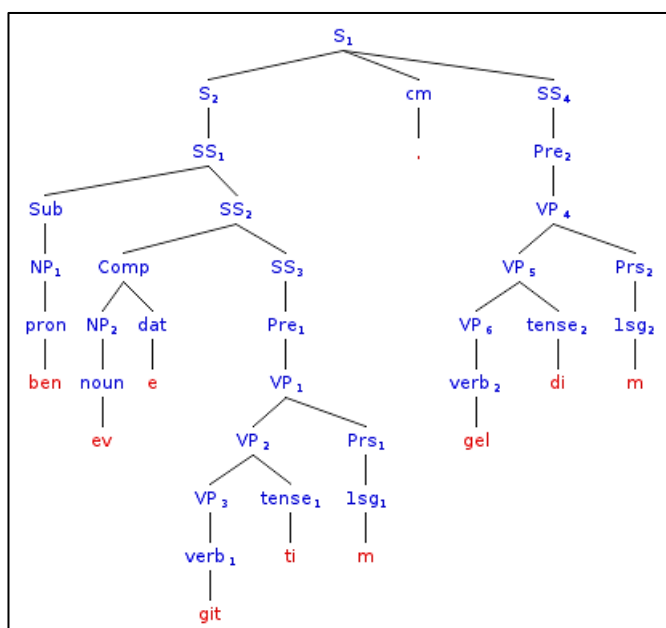 S₁
S₂ cm SS₄
SS₁ . Pre₂
Sub SS₂ VP₄
NP₁ Comp SS₃ VP₅ Prs₂
pron NP₂ dat Pre₁ VP₆ tense₂ 1sg₂
ben noun e VP₁ verb₂ di m
ev VP₂ Prs₁ gel
VP₃ tense₁ 1sg₁
verb₁ ti m
git